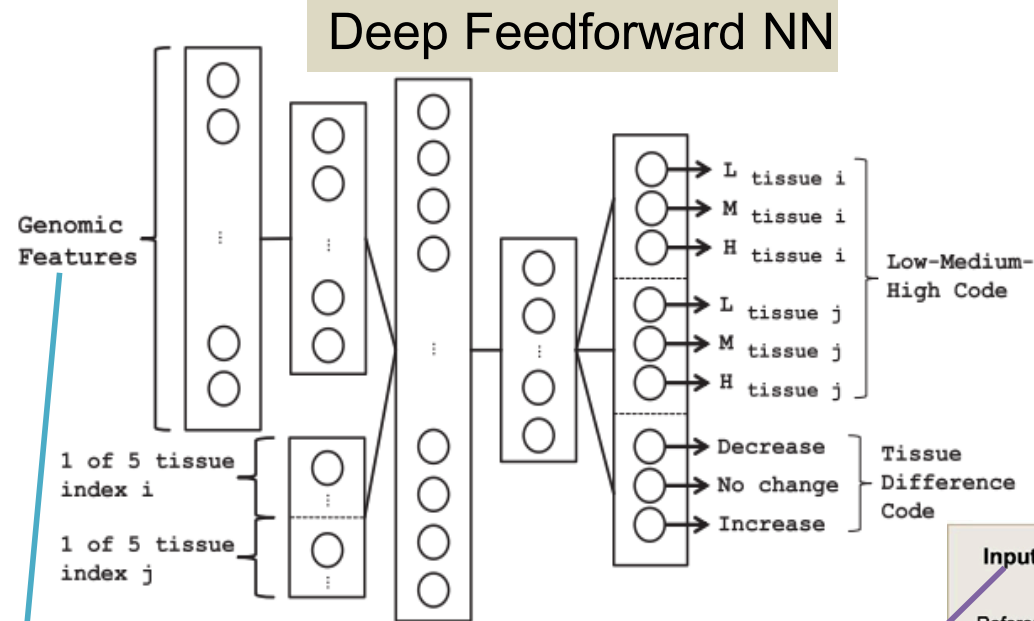 Deep Feedforward NN
Genomic
Features
1 of 5 tissue
index i
1 of 5 tissue
index j
L tissue i
M tissue i
H tissue i
L tissue j
M tissue j
H tissue j
Low-Medium-
High Code
Decrease
No change
Increase
Tissue
Difference
Code
Input